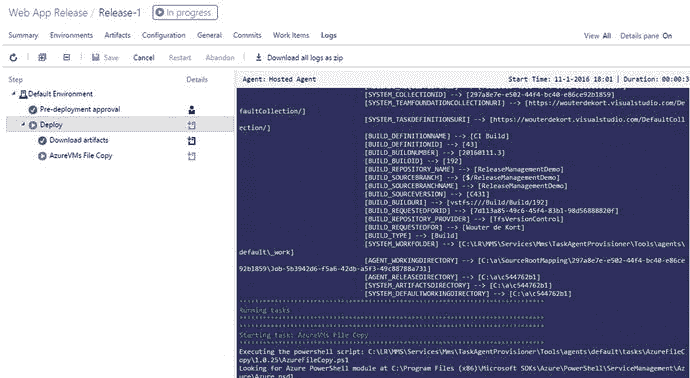 Web App Release / Release-1 In progress
Summary Environments Artifacts Configuration General Commits Work Items Logs View All Details pane On
Save Cancel Restart Abandon Download all logs as zip
Step Details
Default Environment
Pre-deployment approval
Deploy
Download artifacts
AzureVMs File Copy
Agent: Hosted Agent Start Time: 11-1-2016 18:01 | Duration: 00:00:3
[SYSTEM_COLLECTIONID] --> [297a8e7e-e502-44f4-bc40-e86ce92b1859]
[SYSTEM_TEAMFOUNDATIONCOLLECTIONURI] --> [https://wouterdekort.visualstudio.com/De
faultCollection/]
[SYSTEM_TASKDEFINITIONSURI] --> [https://wouterdekort.visualstudio.com/DefaultColl
ection/]
[BUILD_DEFINITIONNAME] --> [CI Build]
[BUILD_DEFINITIONID] --> [43]
[BUILD_BUILDNUMBER] --> [20160111.3]
[BUILD_BUILDID] --> [192]
[BUILD_REPOSITORY_NAME] --> [ReleaseManagementDemo]
[BUILD_SOURCEBRANCH] --> [$/ReleaseManagementDemo]
[BUILD_SOURCEBRANCHNAME] --> [ReleaseManagementDemo]
[BUILD_SOURCEVERSION] --> [C431]
[BUILD_BUILDURI] --> [vstfs:///Build/Build/192]
[BUILD_REQUESTEDFORID] --> [7d113a85-49c6-45f4-83b1-98d56888820f]
[BUILD_REPOSITORY_PROVIDER] --> [TfsVersionControl]
[BUILD_REQUESTEDFOR] --> [Wouter de Kort]
[BUILD_TYPE] --> [Build]
[SYSTEM_WORKFOLDER] --> [C:\LR\MMS\Services\Mms\TaskAgentProvisioner\Tools\agents\
default\_work]
[AGENT_WORKINGDIRECTORY] --> [C:\a\SourceRootMapping\297a8e7e-e502-44f4-bc40-e86ce
92b1859\Job-5b3942d6-f5a6-42db-a5f3-49c88788a731]
[AGENT_RELEASEDIRECTORY] --> [C:\a\c544762b1]
[SYSTEM_ARTIFACTSDIRECTORY] --> [C:\a\c544762b1]
[SYSTEM_DEFAULTWORKINGDIRECTORY] --> [C:\a\c544762b1]
Running tasks
Starting task: AzureVMs File Copy
Executing the powershell script: C:\LR\MMS\Services\Mms\TaskAgentProvisioner\Tools\agents\default\tasks\AzureFileC
opy\1.0.25\AzureFileCopy.ps1
Looking for Azure PowerShell module at C:\Program Files (x86)\Microsoft SDKs\Azure\PowerShell\ServiceManagement\Az
ure\Azure.psd1